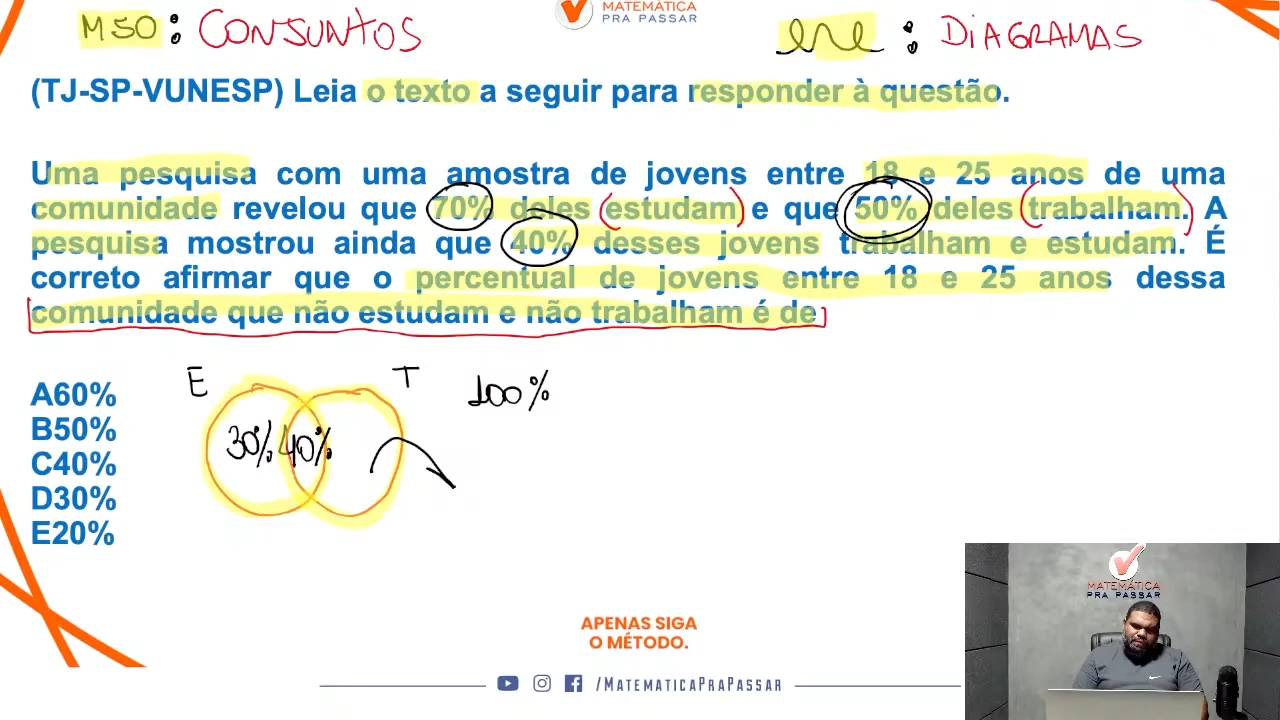 M50: CONJUNTOS
MATEMÁTICA
PRA PASSAR
: DIAGRAMAS
(TJ-SP-VUNESP) Leia o texto a seguir para responder à questão.
Uma pesquisa com uma amostra de jovens entre 18 e 25 anos de uma
comunidade revelou que 70% deles (estudam) e que 50% deles (trabalham. ) A
pesquisa mostrou ainda que 40% desses jovens trabalham e estudam. É
correto afirmar que o percentual de jovens entre 18 e 25 anos dessa
comunidade que não estudam e não trabalham é de
A60%
B50%
C40%
D30%
E20%
E
T
100%
30% 40%
MATEMÁTICA
PRA PASSAR
APENAS SIGA
O MÉTODO.
/MATEMATICAPRAPASSAR